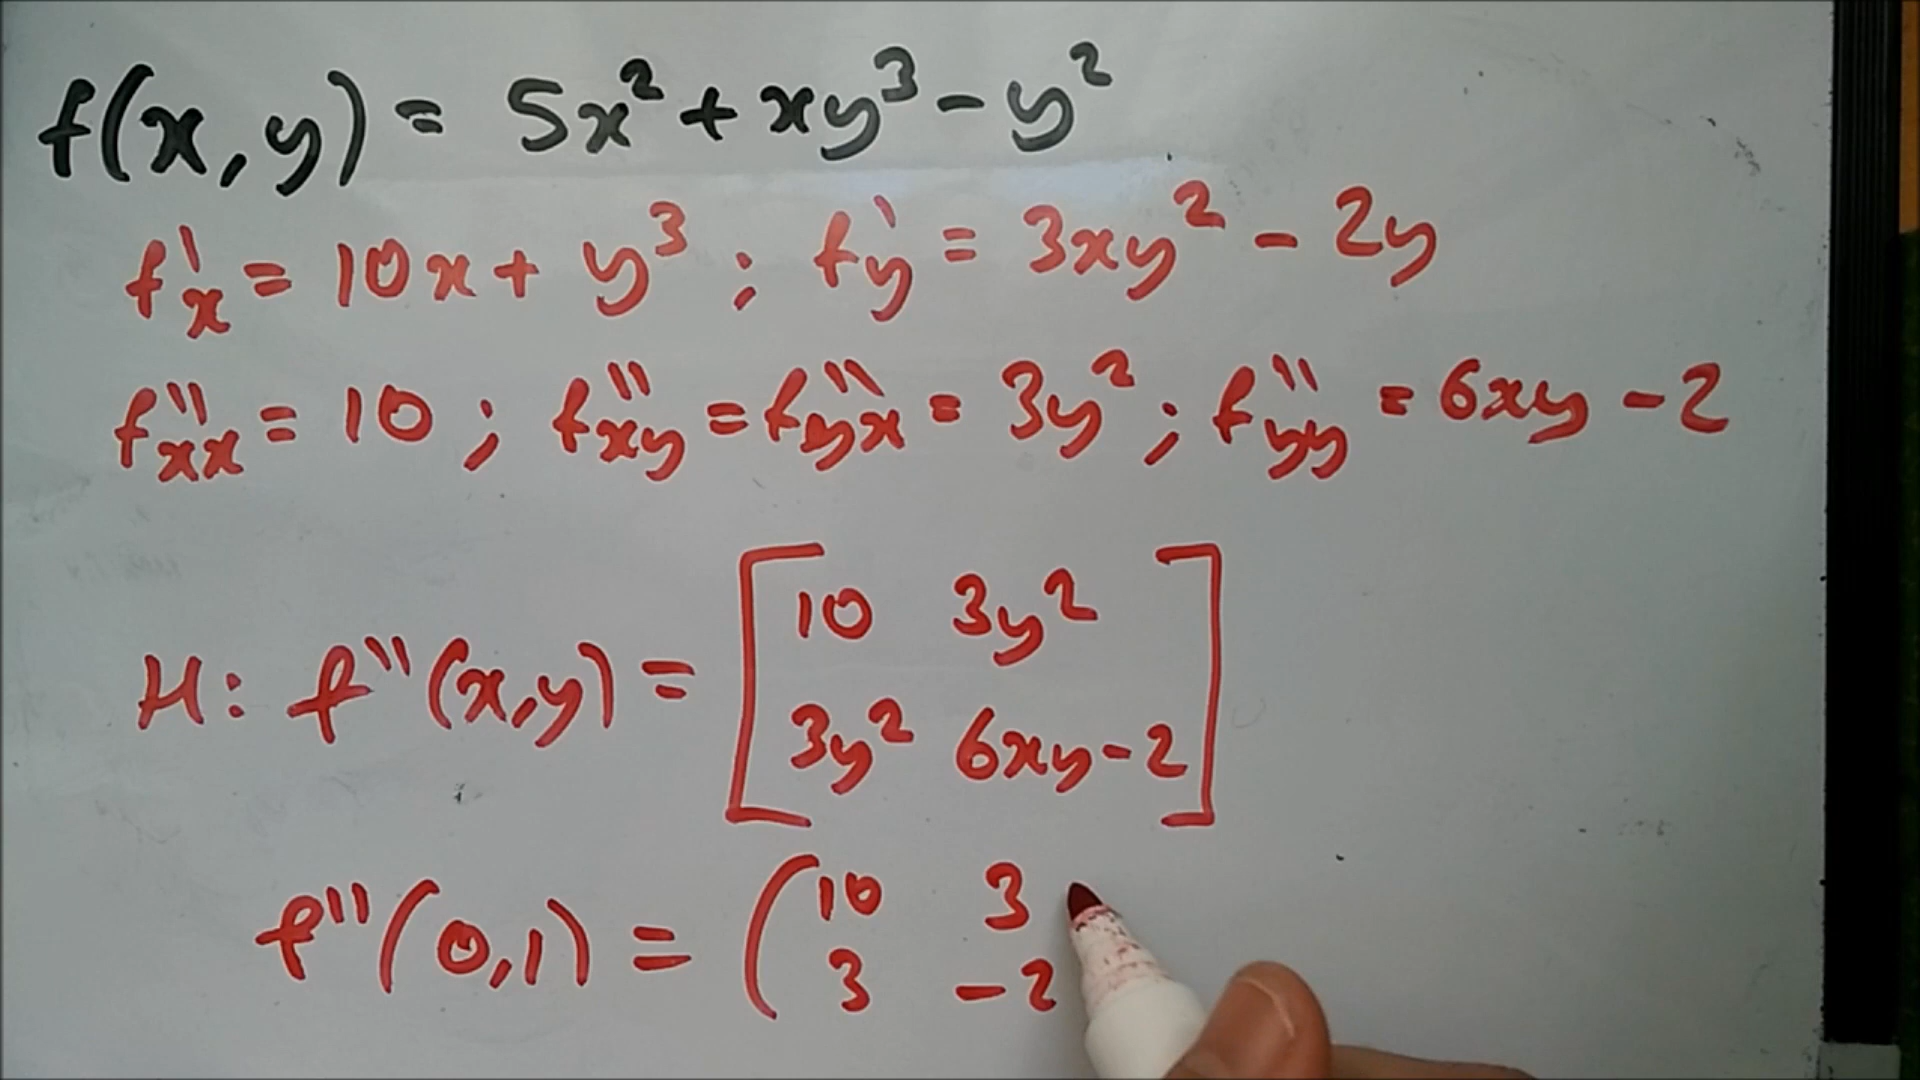 f(x,y) = 5x² + xy³ - y²
f'x = 10x + y³ ; f'y = 3xy² - 2y
f''xx = 10 ; f''xy = f''yx = 3y² ; f''yy = 6xy - 2
H: f''(x,y) = [10 3y²
3y² 6xy-2]
f''(0,1) = (10 3
3 -2